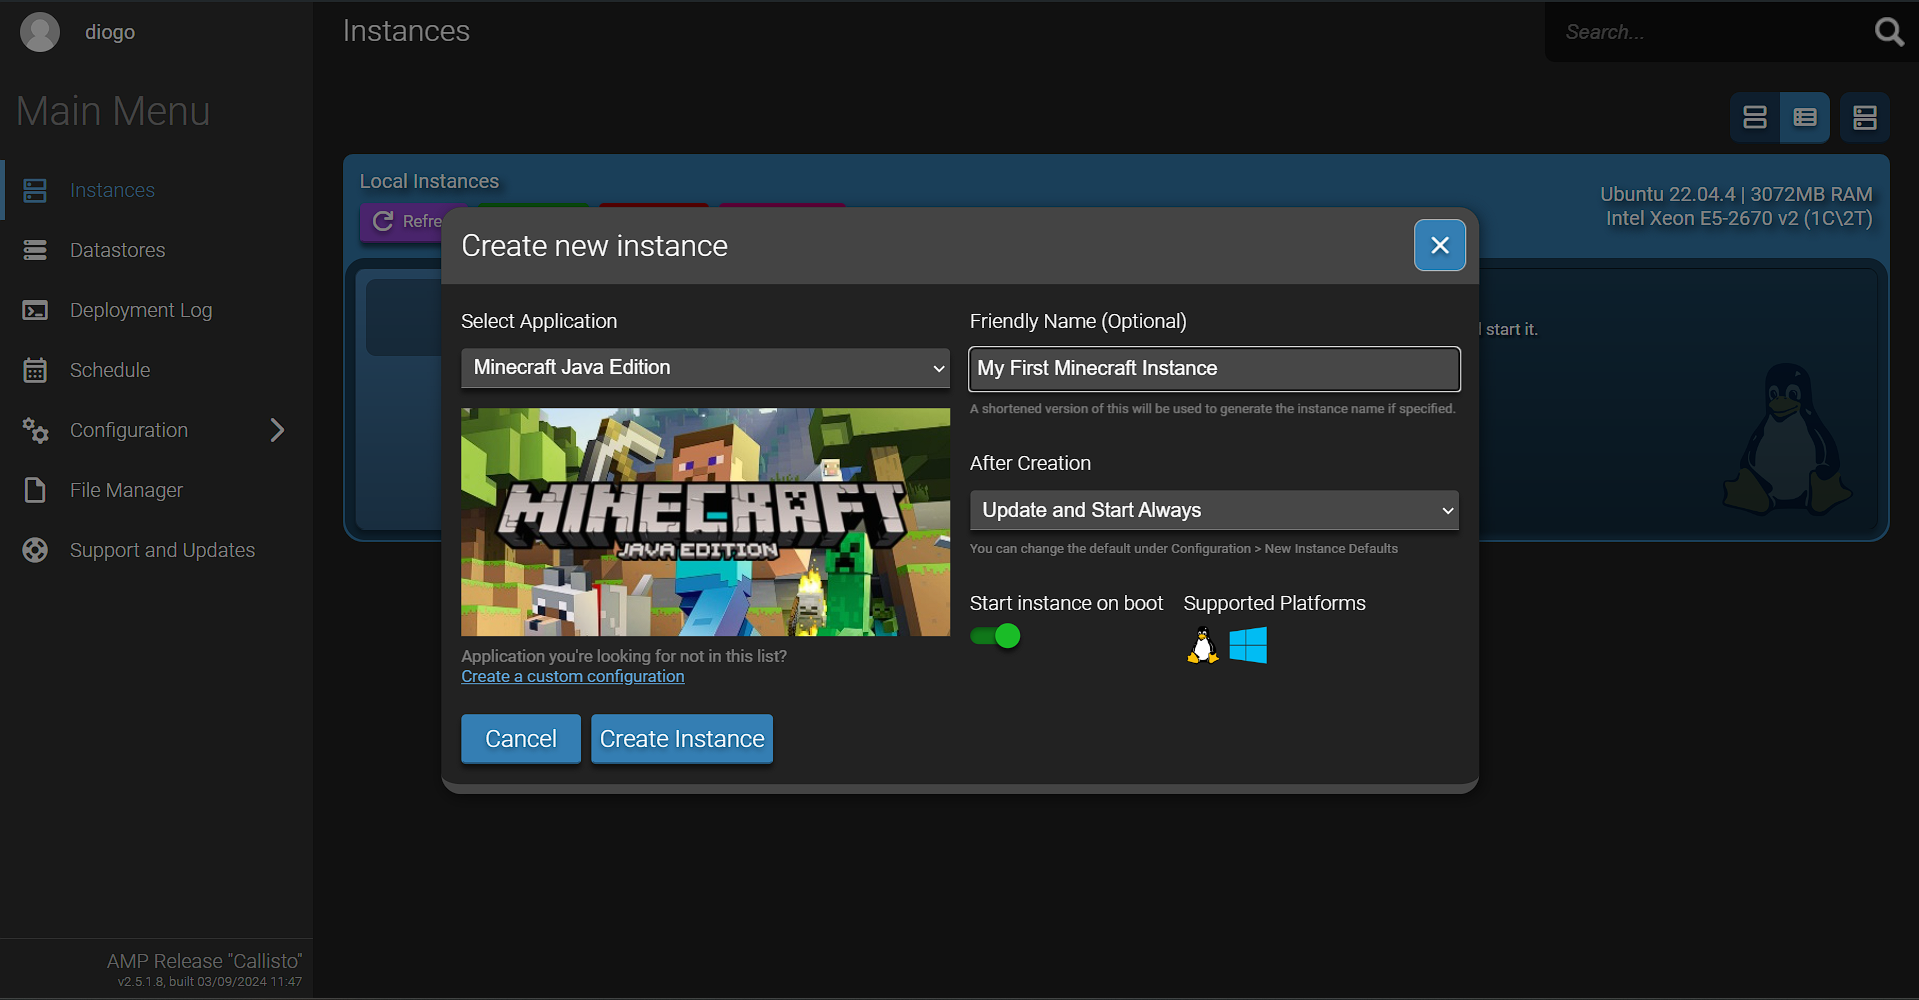 diogo
Instances
Search...
Main Menu
Instances
Datastores
Deployment Log
Schedule
Configuration
File Manager
Support and Updates
Local Instances
Ubuntu 22.04.4 | 3072MB RAM
Intel Xeon E5-2670 v2 (1C\2T)
Refre
start it.
Create new instance
Select Application
Minecraft Java Edition
MINECRAFT
JAVA EDITION
Application you're looking for not in this list?
Create a custom configuration
Friendly Name (Optional)
My First Minecraft Instance
A shortened version of this will be used to generate the instance name if specified.
After Creation
Update and Start Always
You can change the default under Configuration > New Instance Defaults
Start instance on boot
Supported Platforms
Cancel
Create Instance
AMP Release "Callisto"
v2.5.1.8, built 03/09/2024 11:47